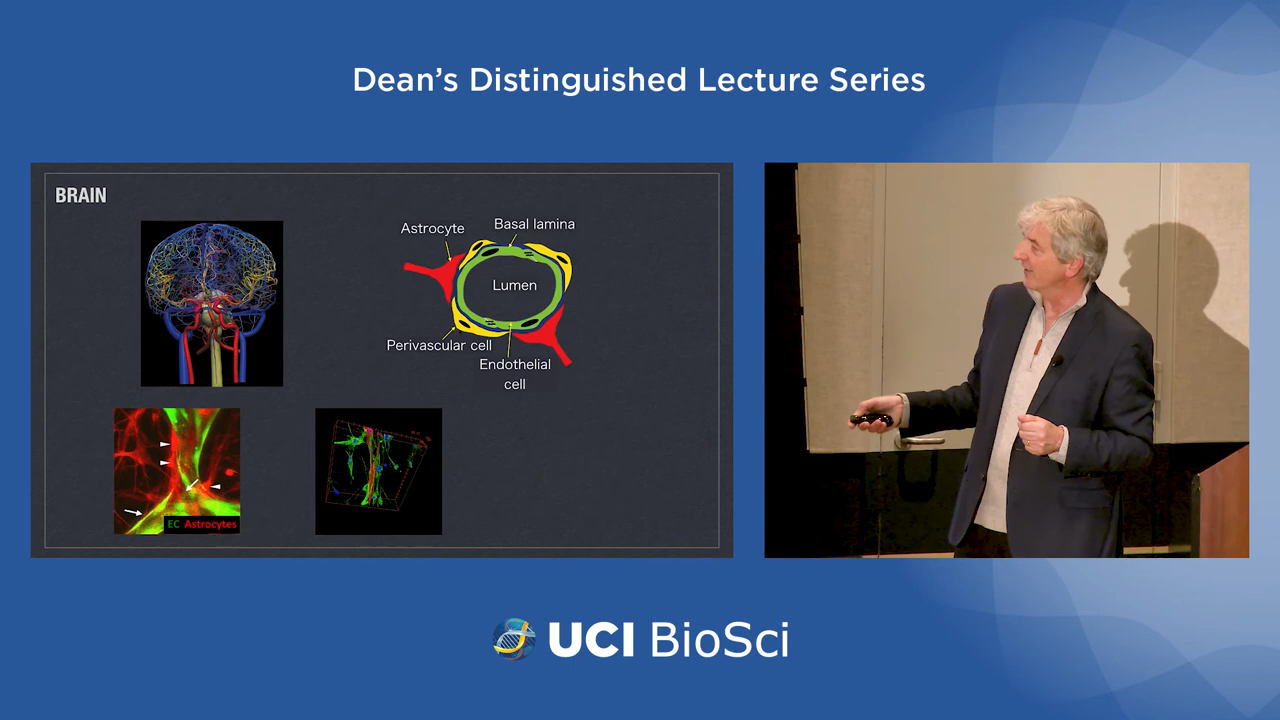 Dean's Distinguished Lecture Series
BRAIN
Astrocyte
Basal lamina
Lumen
Perivascular cell
Endothelial
cell
EC Astrocytes
UCI BioSci